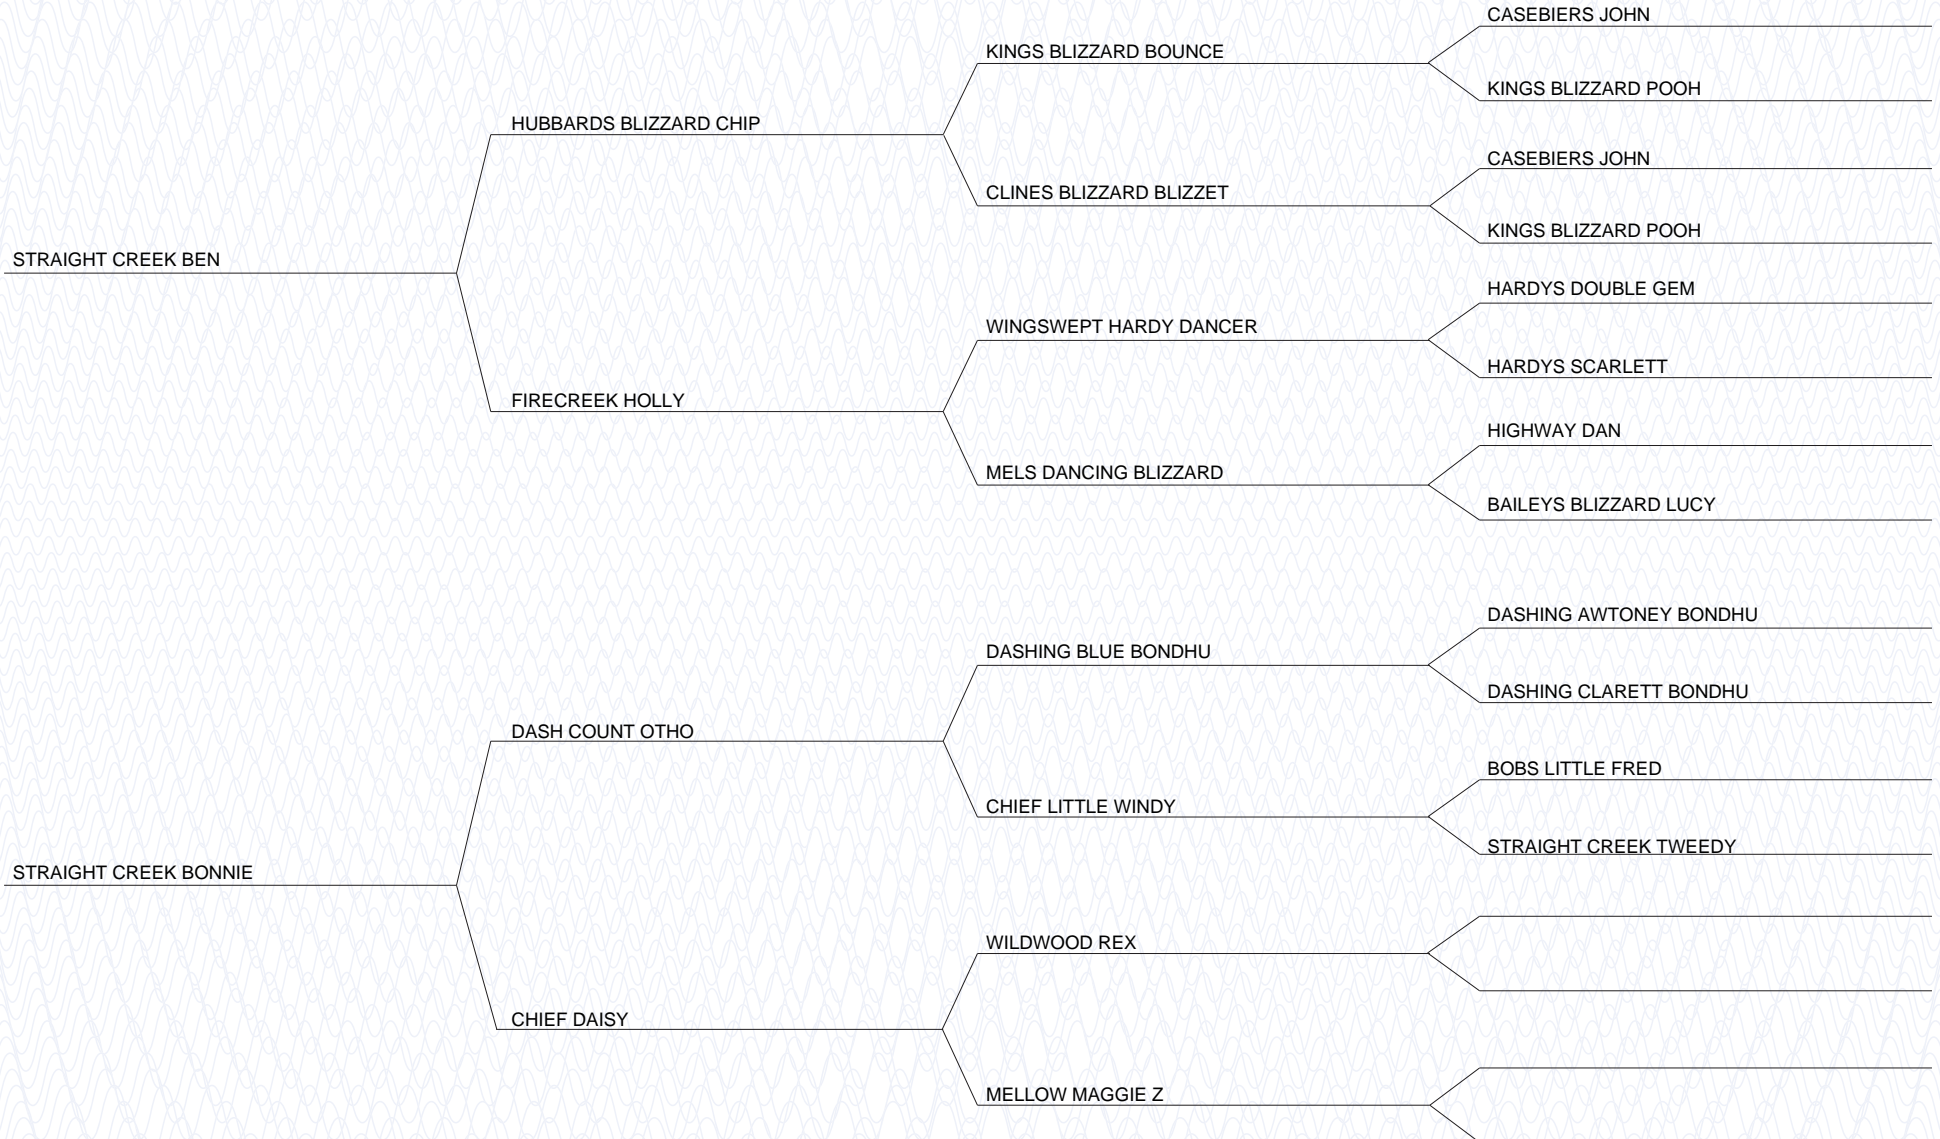 CASEBIERS JOHN
KINGS BLIZZARD BOUNCE
KINGS BLIZZARD POOH
HUBBARDS BLIZZARD CHIP
CASEBIERS JOHN
CLINES BLIZZARD BLIZZET
KINGS BLIZZARD POOH
STRAIGHT CREEK BEN
HARDYS DOUBLE GEM
WINGSWEPT HARDY DANCER
HARDYS SCARLETT
FIRECREEK HOLLY
HIGHWAY DAN
MELS DANCING BLIZZARD
BAILEYS BLIZZARD LUCY
DASHING AWTONEY BONDHU
DASHING BLUE BONDHU
DASHING CLARETT BONDHU
DASH COUNT OTHO
BOBS LITTLE FRED
CHIEF LITTLE WINDY
STRAIGHT CREEK TWEEDY
STRAIGHT CREEK BONNIE
WILDWOOD REX
CHIEF DAISY
MELLOW MAGGIE Z